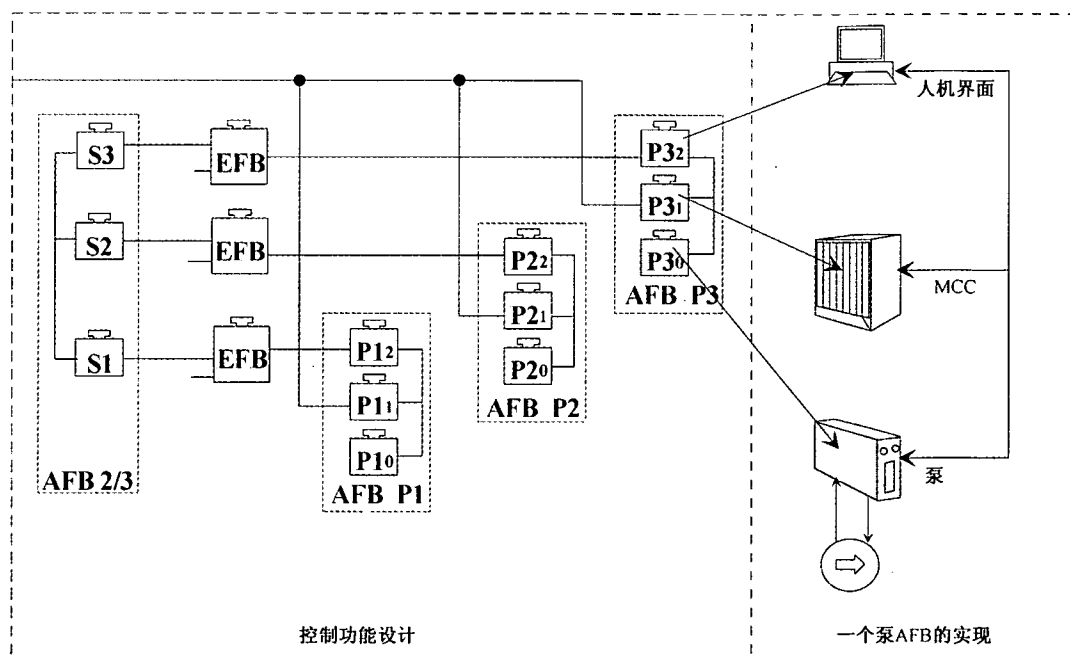 人机界面
S3
EFB
P32
P31
P30
AFB P3
S2
EFB
P22
P21
P20
AFB P2
MCC
S1
EFB
P12
P11
P10
AFB P1
AFB 2/3
泵
控制功能设计
一个泵AFB的实现